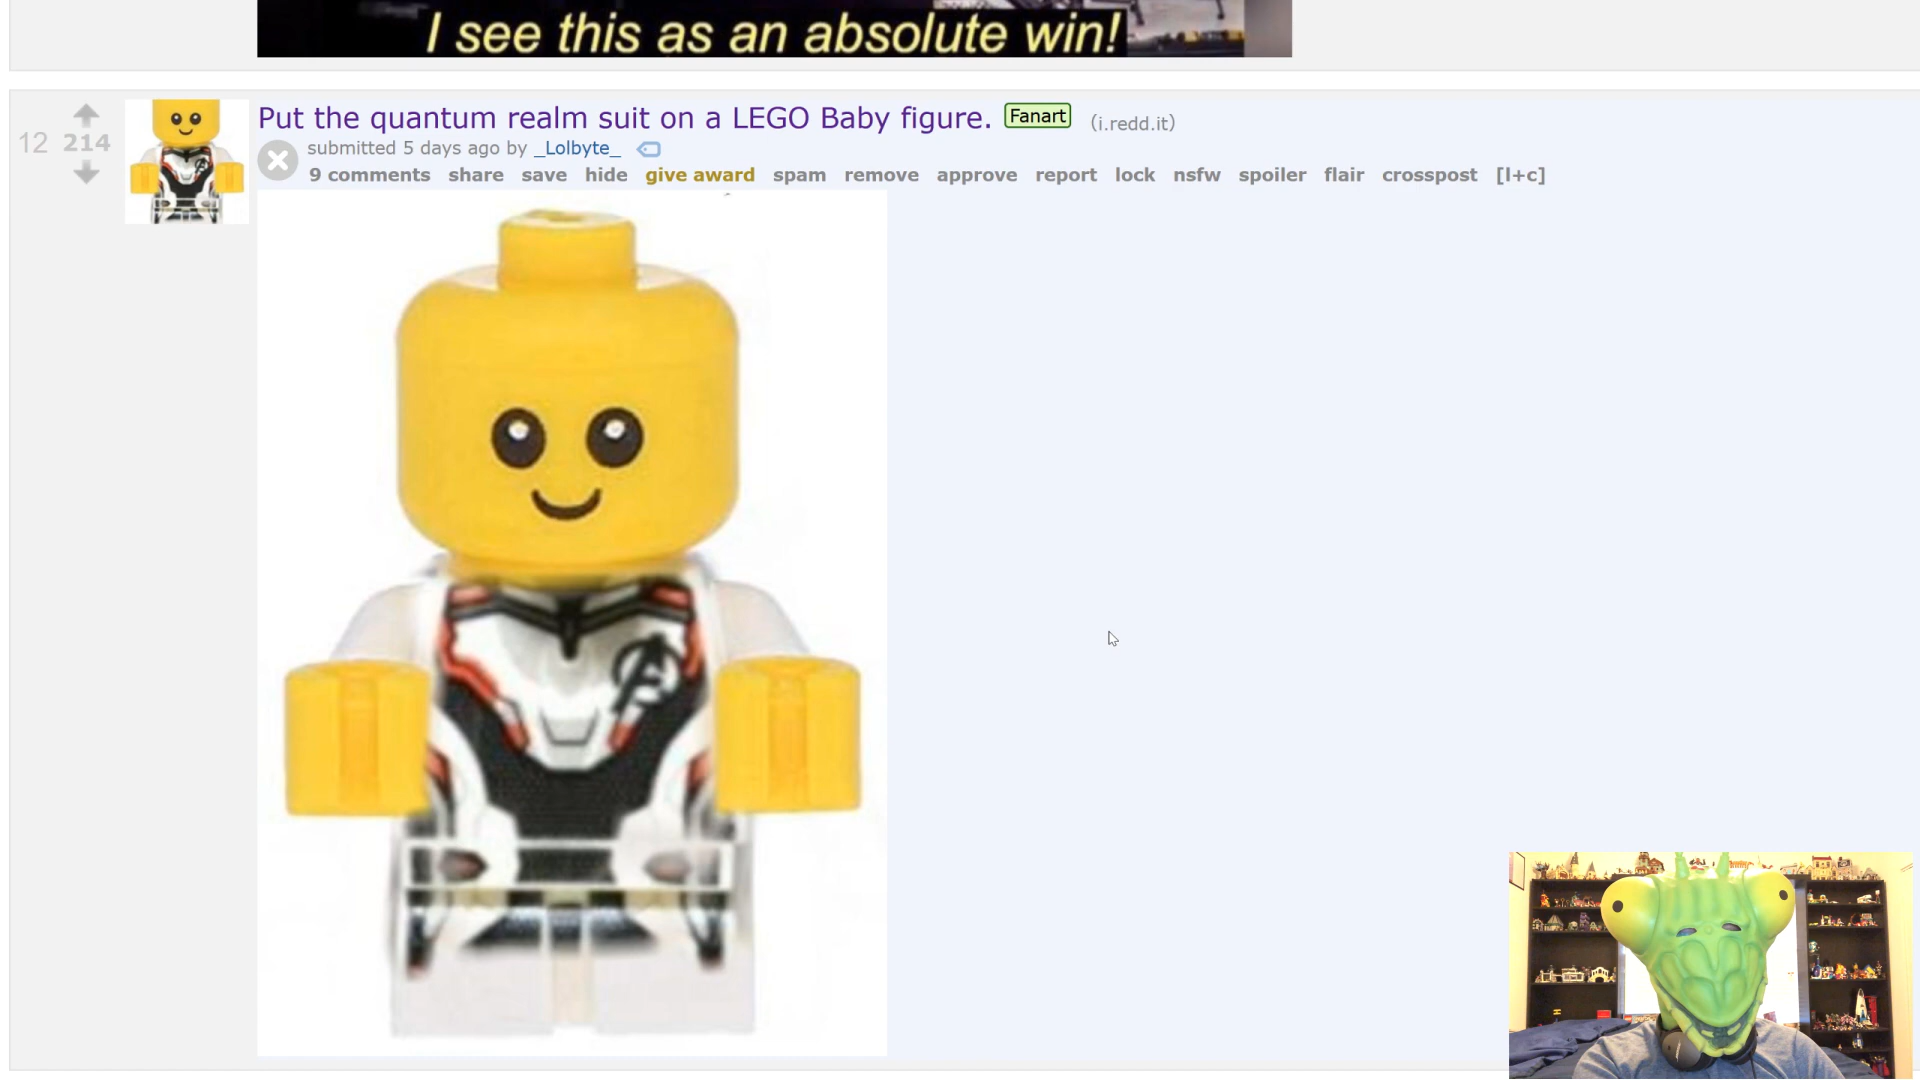 I see this as an absolute win!
12 214
Put the quantum realm suit on a LEGO Baby figure. Fanart (i.redd.it)
submitted 5 days ago by _Lolbyte_
9 comments share save hide give award spam remove approve report lock nsfw spoiler flair crosspost [l+c]